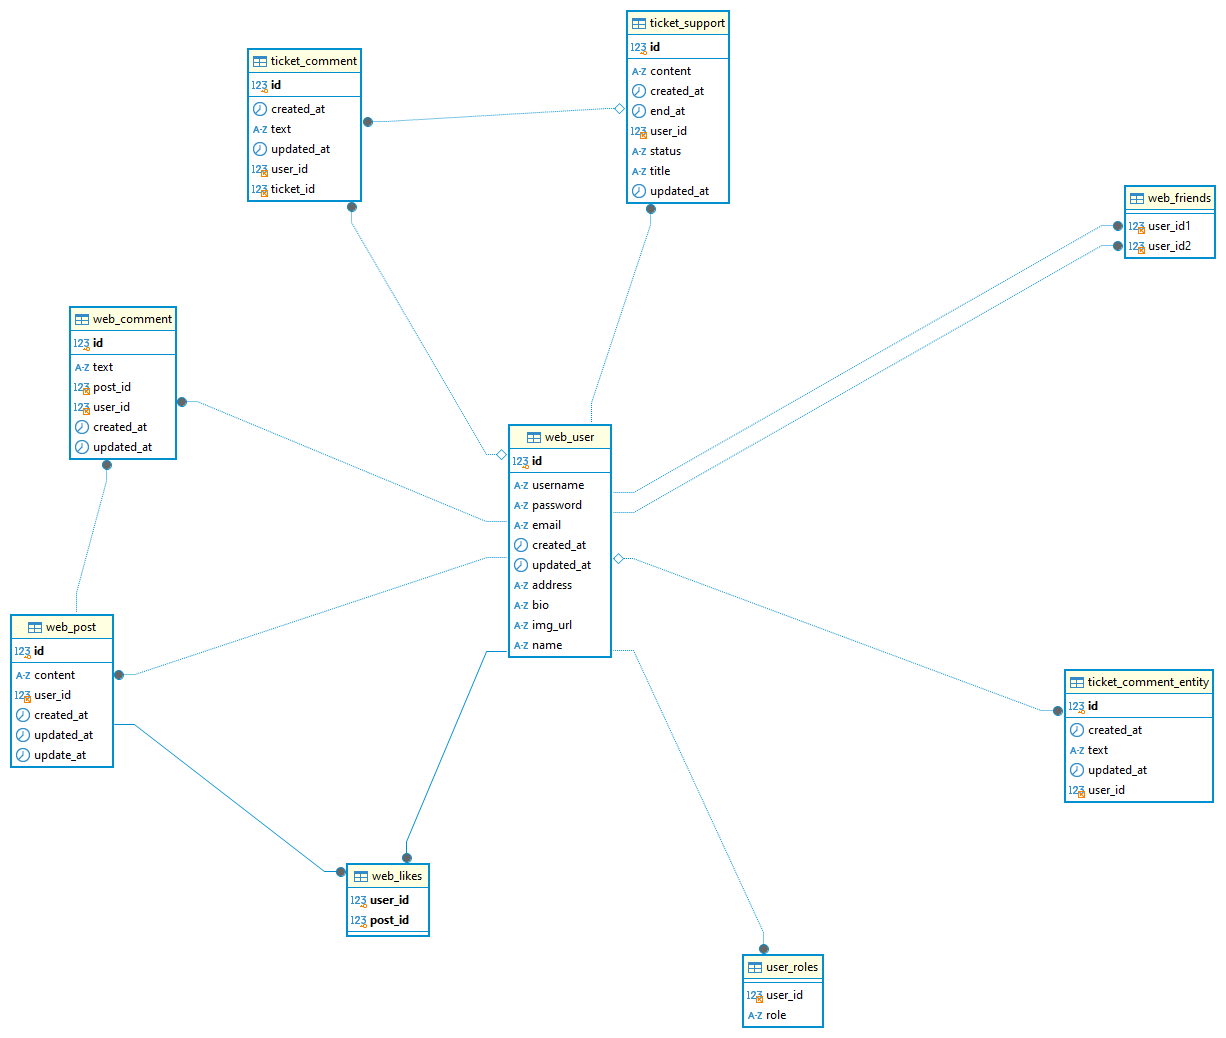 ticket_support
123 id
A-Z content
created_at
end_at
123 user_id
A-Z status
A-Z title
updated_at
ticket_comment
123 id
created_at
A-Z text
updated_at
123 user_id
123 ticket_id
web_friends
123 user_id1
123 user_id2
web_comment
123 id
A-Z text
123 post_id
123 user_id
created_at
updated_at
web_user
123 id
A-Z username
A-Z password
A-Z email
created_at
updated_at
A-Z address
A-Z bio
A-Z img_url
A-Z name
web_post
123 id
A-Z content
123 user_id
created_at
updated_at
update_at
ticket_comment_entity
123 id
created_at
A-Z text
updated_at
123 user_id
web_likes
123 user_id
123 post_id
user_roles
123 user_id
A-Z role